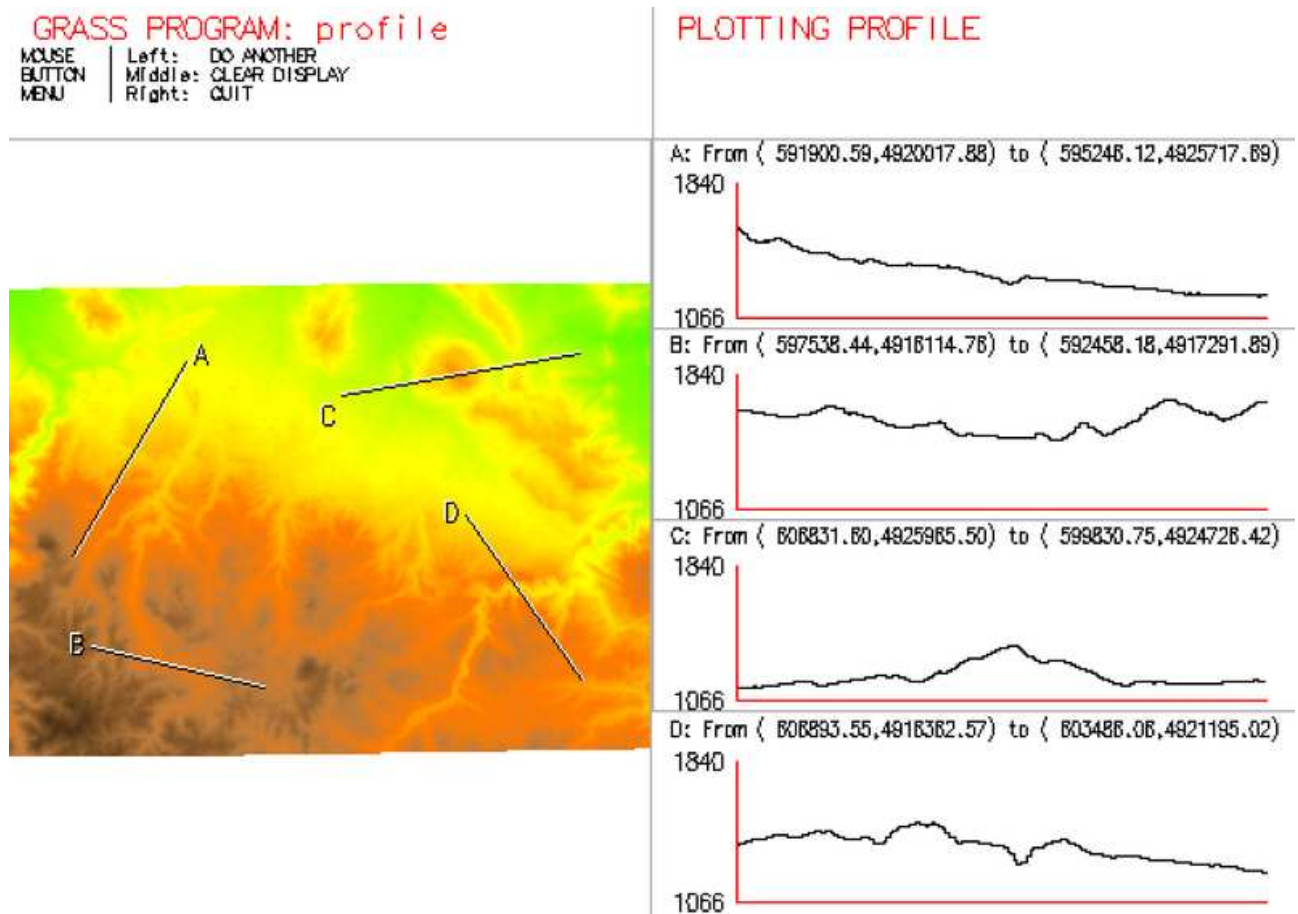 GRASS PROGRAM: profile
MOUSE | Left: DO ANOTHER
BUTTON | Middle: CLEAR DISPLAY
MENU | Right: QUIT
PLOTTING PROFILE
A
C
D
B
A: From ( 591900.59,4920017.88) to ( 595246.12,4925717.69)
1840
1066
B: From ( 597538.44,4916114.76) to ( 592458.18,4917291.89)
1840
1066
C: From ( 606831.60,4925965.50) to ( 599830.75,4924726.42)
1840
1066
D: From ( 606893.55,4916362.57) to ( 603486.06,4921195.02)
1840
1066